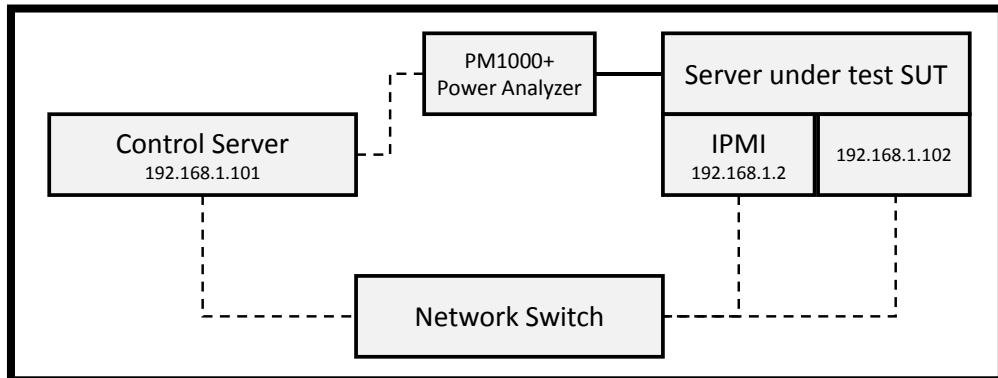 PM1000+
Power Analyzer
Server under test SUT
Control Server
192.168.1.101
IPMI
192.168.1.2
192.168.1.102
Network Switch